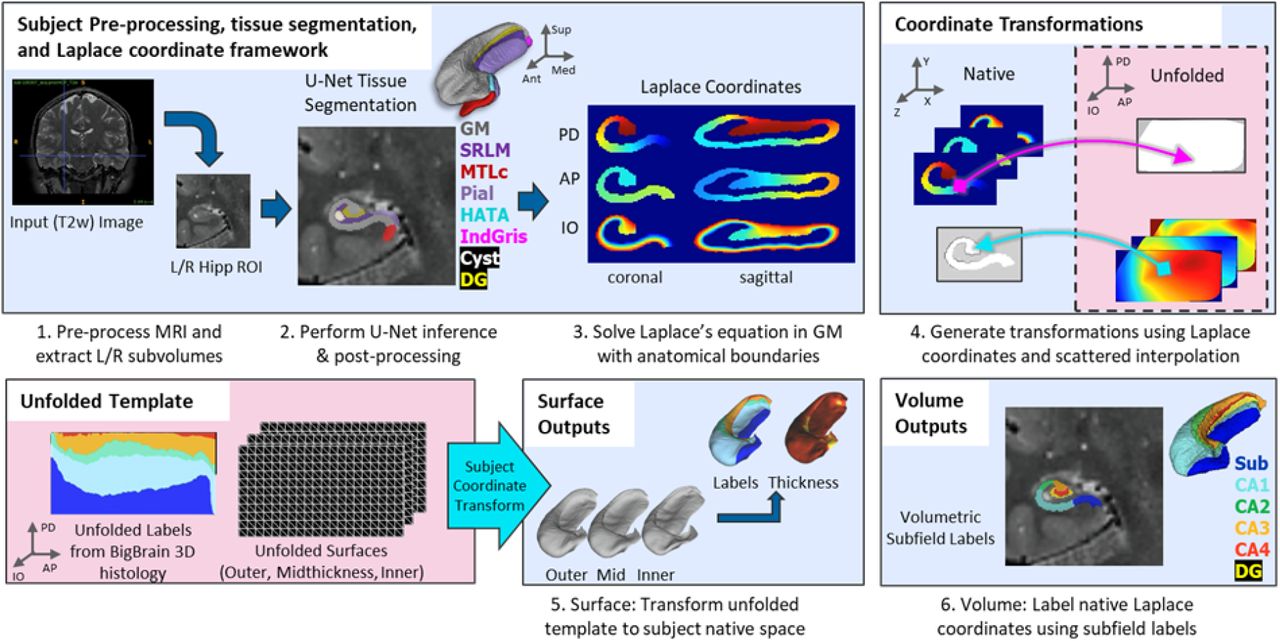 Subject Pre-processing, tissue segmentation,
and Laplace coordinate framework
Input (T2w) Image
L/R Hipp ROI
U-Net Tissue
Segmentation
Sup
Ant
Med
GM
SRLM
MTLc
Pial
HATA
IndGris
Cyst
DG
Laplace Coordinates
PD
AP
IO
coronal
sagittal
1. Pre-process MRI and
extract L/R subvolumes
2. Perform U-Net inference
& post-processing
3. Solve Laplace's equation in GM
with anatomical boundaries
Coordinate Transformations
Y
Z
X
Native
PD
IO
AP
Unfolded
4. Generate transformations using Laplace
coordinates and scattered interpolation
Unfolded Template
PD
AP
IO
Unfolded Labels
from BigBrain 3D
histology
Unfolded Surfaces
(Outer, Midthickness, Inner)
Subject
Coordinate
Transform
Surface
Outputs
Labels
Thickness
Outer
Mid
Inner
5. Surface: Transform unfolded
template to subject native space
Volume
Outputs
Volumetric
Subfield Labels
Sub
CA1
CA2
CA3
CA4
DG
6. Volume: Label native Laplace
coordinates using subfield labels